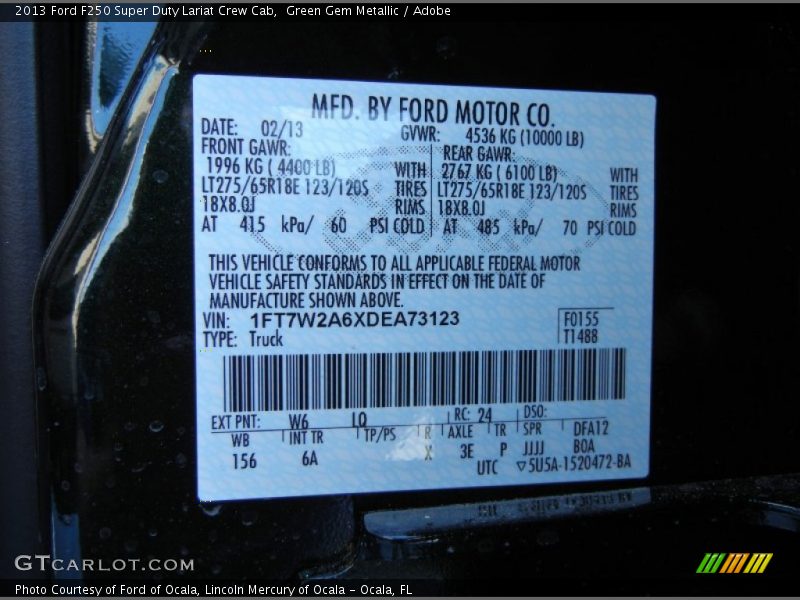 2013 Ford F250 Super Duty Lariat Crew Cab,  Green Gem Metallic / Adobe
MFD. BY FORD MOTOR CO.
DATE: 02/13 GVWR: 4536 KG (10000 LB)
FRONT GAWR: REAR GAWR:
1996 KG ( 4400 LB) WITH 2767 KG ( 6100 LB) WITH
LT275/65R18E 123/120S TIRES LT275/65R18E 123/120S TIRES
18X8.0J RIMS 18X8.0J RIMS
AT 415 kPa/ 60 PSI COLD AT 485 kPa/ 70 PSI COLD
THIS VEHICLE CONFORMS TO ALL APPLICABLE FEDERAL MOTOR
VEHICLE SAFETY STANDARDS IN EFFECT ON THE DATE OF
MANUFACTURE SHOWN ABOVE.
VIN: 1FT7W2A6XDEA73123 F0155
TYPE: Truck T1488
EXT PNT: W6 LQ RC: 24 DSO:
WB INT TR TP/PS R AXLE TR SPR DFA12
156 6A X 3E P JJJJ B0A
UTC ▽5U5A-1520472-BA
GTCARLOT.COM
Photo Courtesy of Ford of Ocala, Lincoln Mercury of Ocala – Ocala, FL